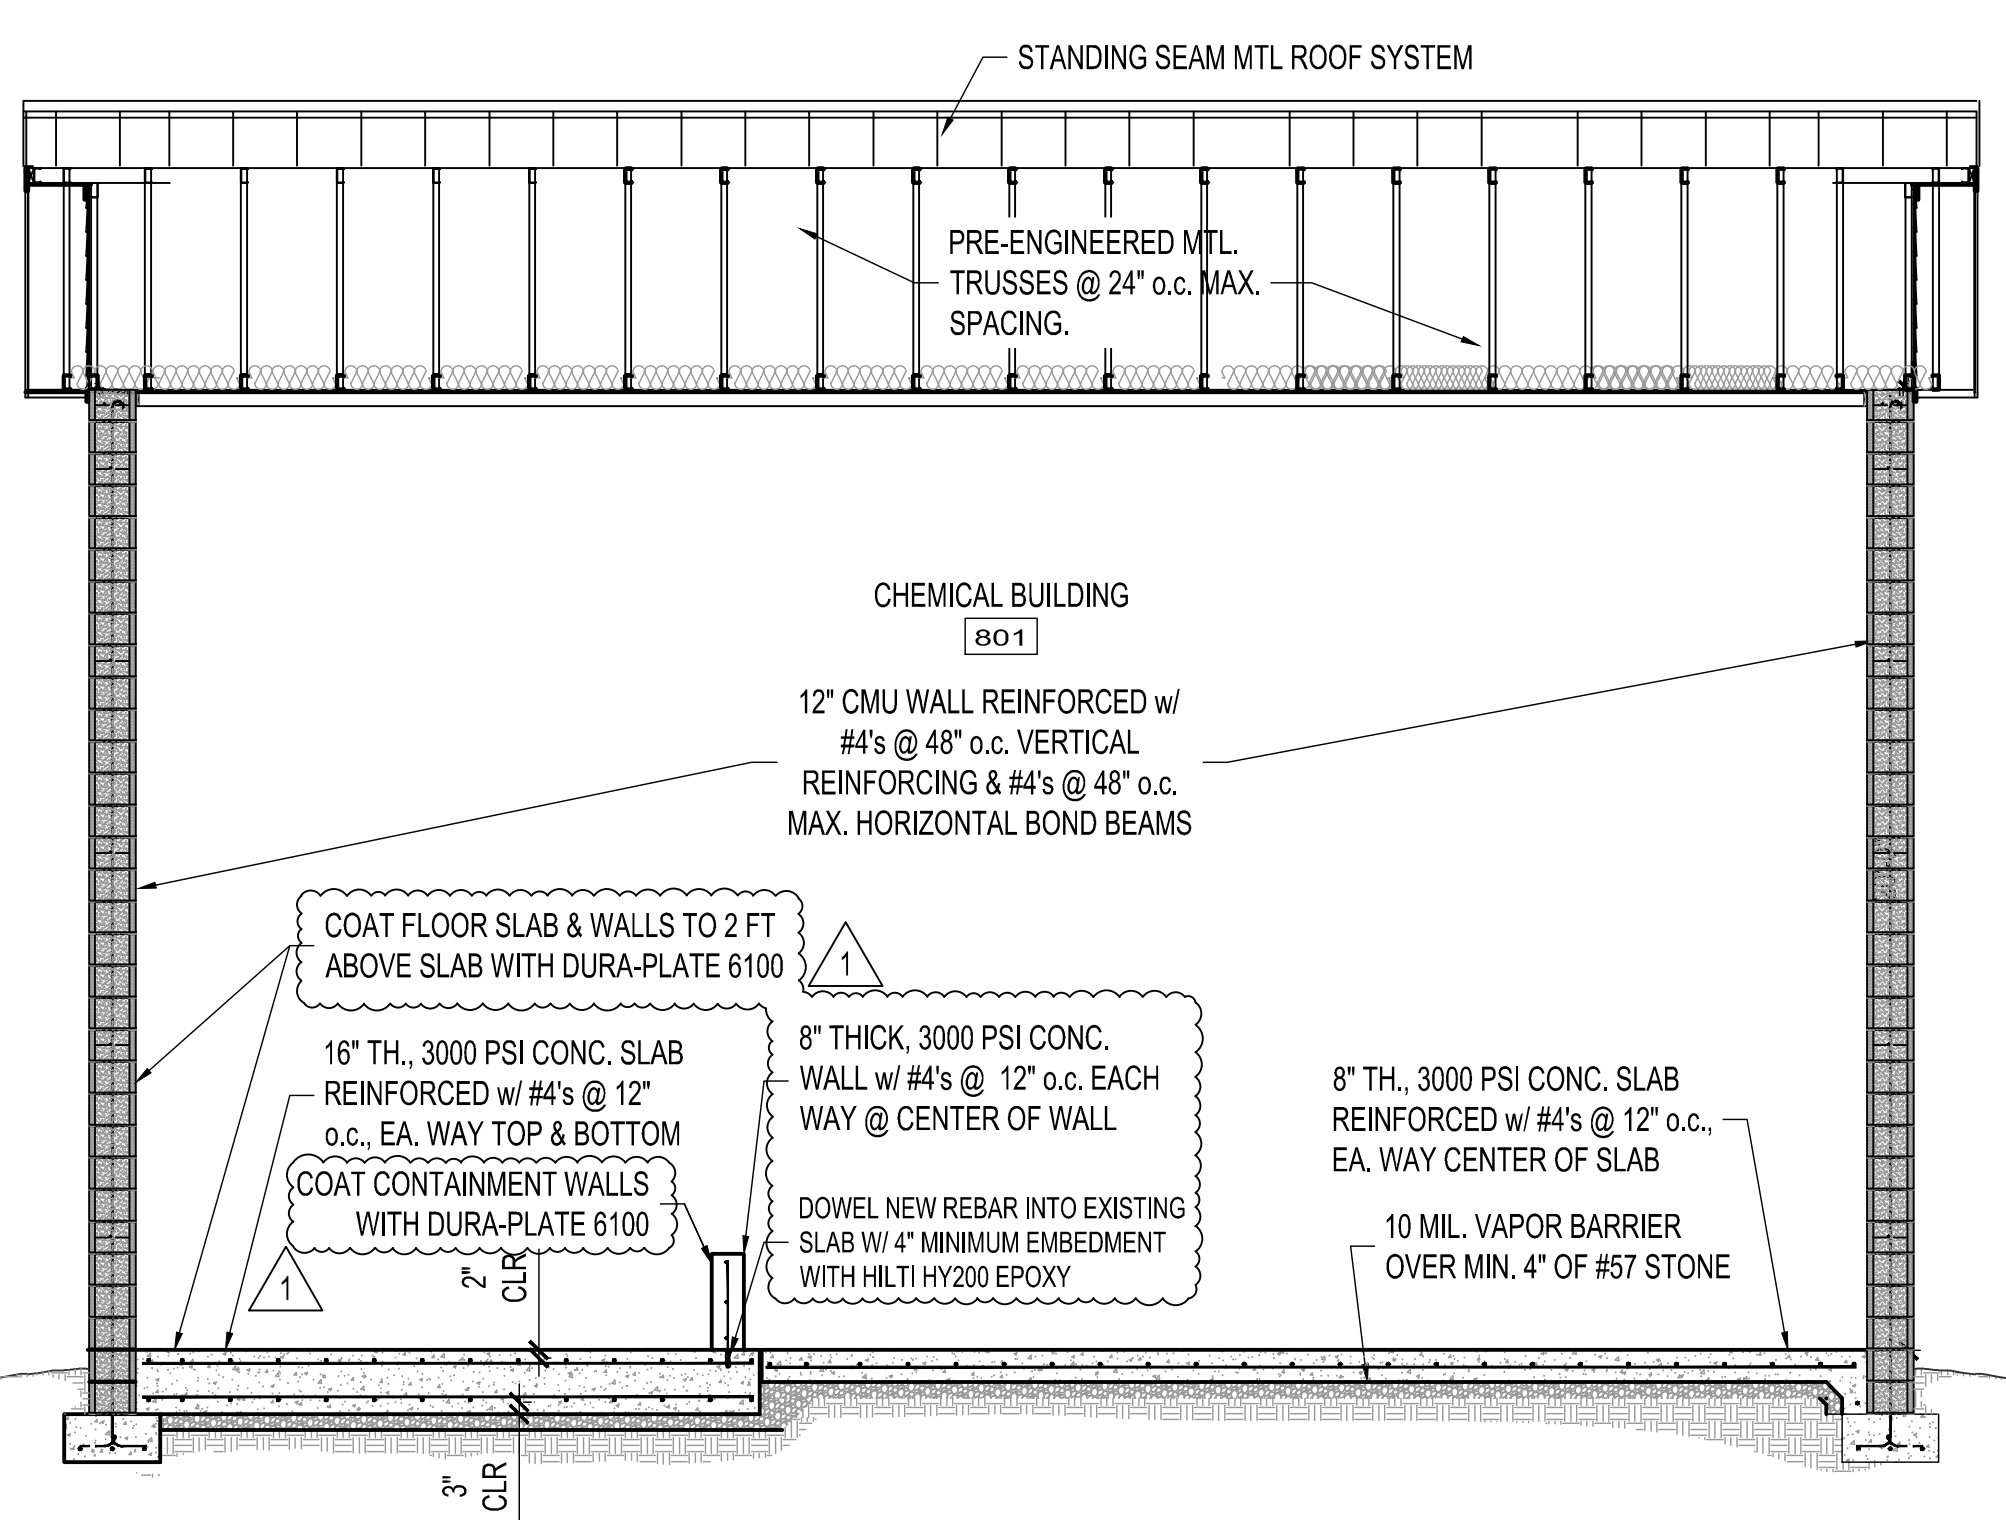 STANDING SEAM MTL ROOF SYSTEM
PRE-ENGINEERED MTL.
TRUSSES @ 24" o.c. MAX.
SPACING.
CHEMICAL BUILDING
801
12" CMU WALL REINFORCED w/
#4's @ 48" o.c. VERTICAL
REINFORCING & #4's @ 48" o.c.
MAX. HORIZONTAL BOND BEAMS
COAT FLOOR SLAB & WALLS TO 2 FT
ABOVE SLAB WITH DURA-PLATE 6100
1
16" TH., 3000 PSI CONC. SLAB
REINFORCED w/ #4's @ 12"
o.c., EA. WAY TOP & BOTTOM
COAT CONTAINMENT WALLS
WITH DURA-PLATE 6100
1
2"
CLR
3"
CLR
8" THICK, 3000 PSI CONC.
WALL w/ #4's @ 12" o.c. EACH
WAY @ CENTER OF WALL
DOWEL NEW REBAR INTO EXISTING
SLAB W/ 4" MINIMUM EMBEDMENT
WITH HILTI HY200 EPOXY
8" TH., 3000 PSI CONC. SLAB
REINFORCED w/ #4's @ 12" o.c.,
EA. WAY CENTER OF SLAB
10 MIL. VAPOR BARRIER
OVER MIN. 4" OF #57 STONE